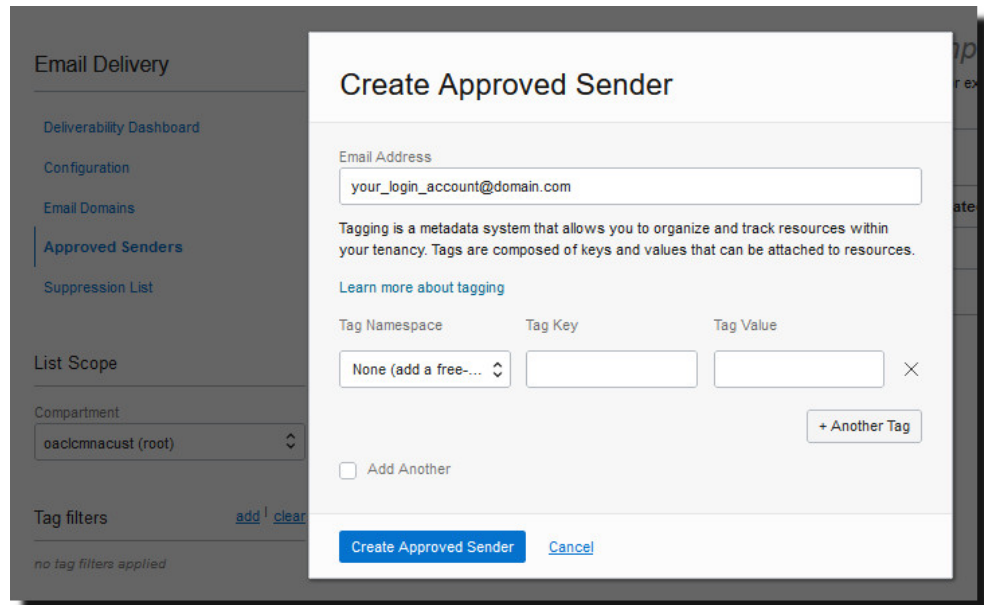 Email Delivery
Deliverability Dashboard
Configuration
Email Domains
Approved Senders
Suppression List
List Scope
Compartment
oaclcmnacust (root)
Tag filters
add | clear
no tag filters applied
Create Approved Sender
Email Address
your_login_account@domain.com
Tagging is a metadata system that allows you to organize and track resources within
your tenancy. Tags are composed of keys and values that can be attached to resources.
Learn more about tagging
Tag Namespace Tag Key Tag Value
None (add a free-...
+ Another Tag
Add Another
Create Approved Sender Cancel